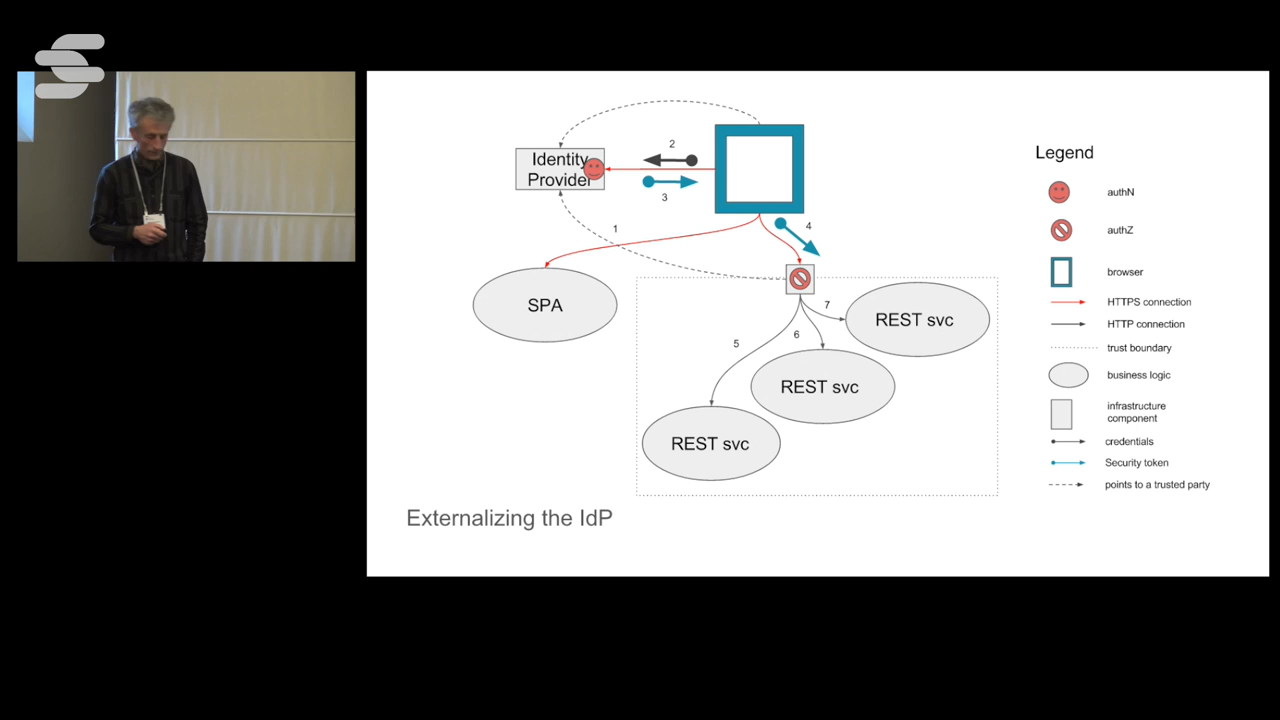 Identity
Provider
2
3
1
4
SPA
7
6
5
REST svc
REST svc
REST svc
Externalizing the IdP
Legend
authN
authZ
browser
HTTPS connection
HTTP connection
trust boundary
business logic
infrastructure
component
credentials
Security token
points to a trusted party